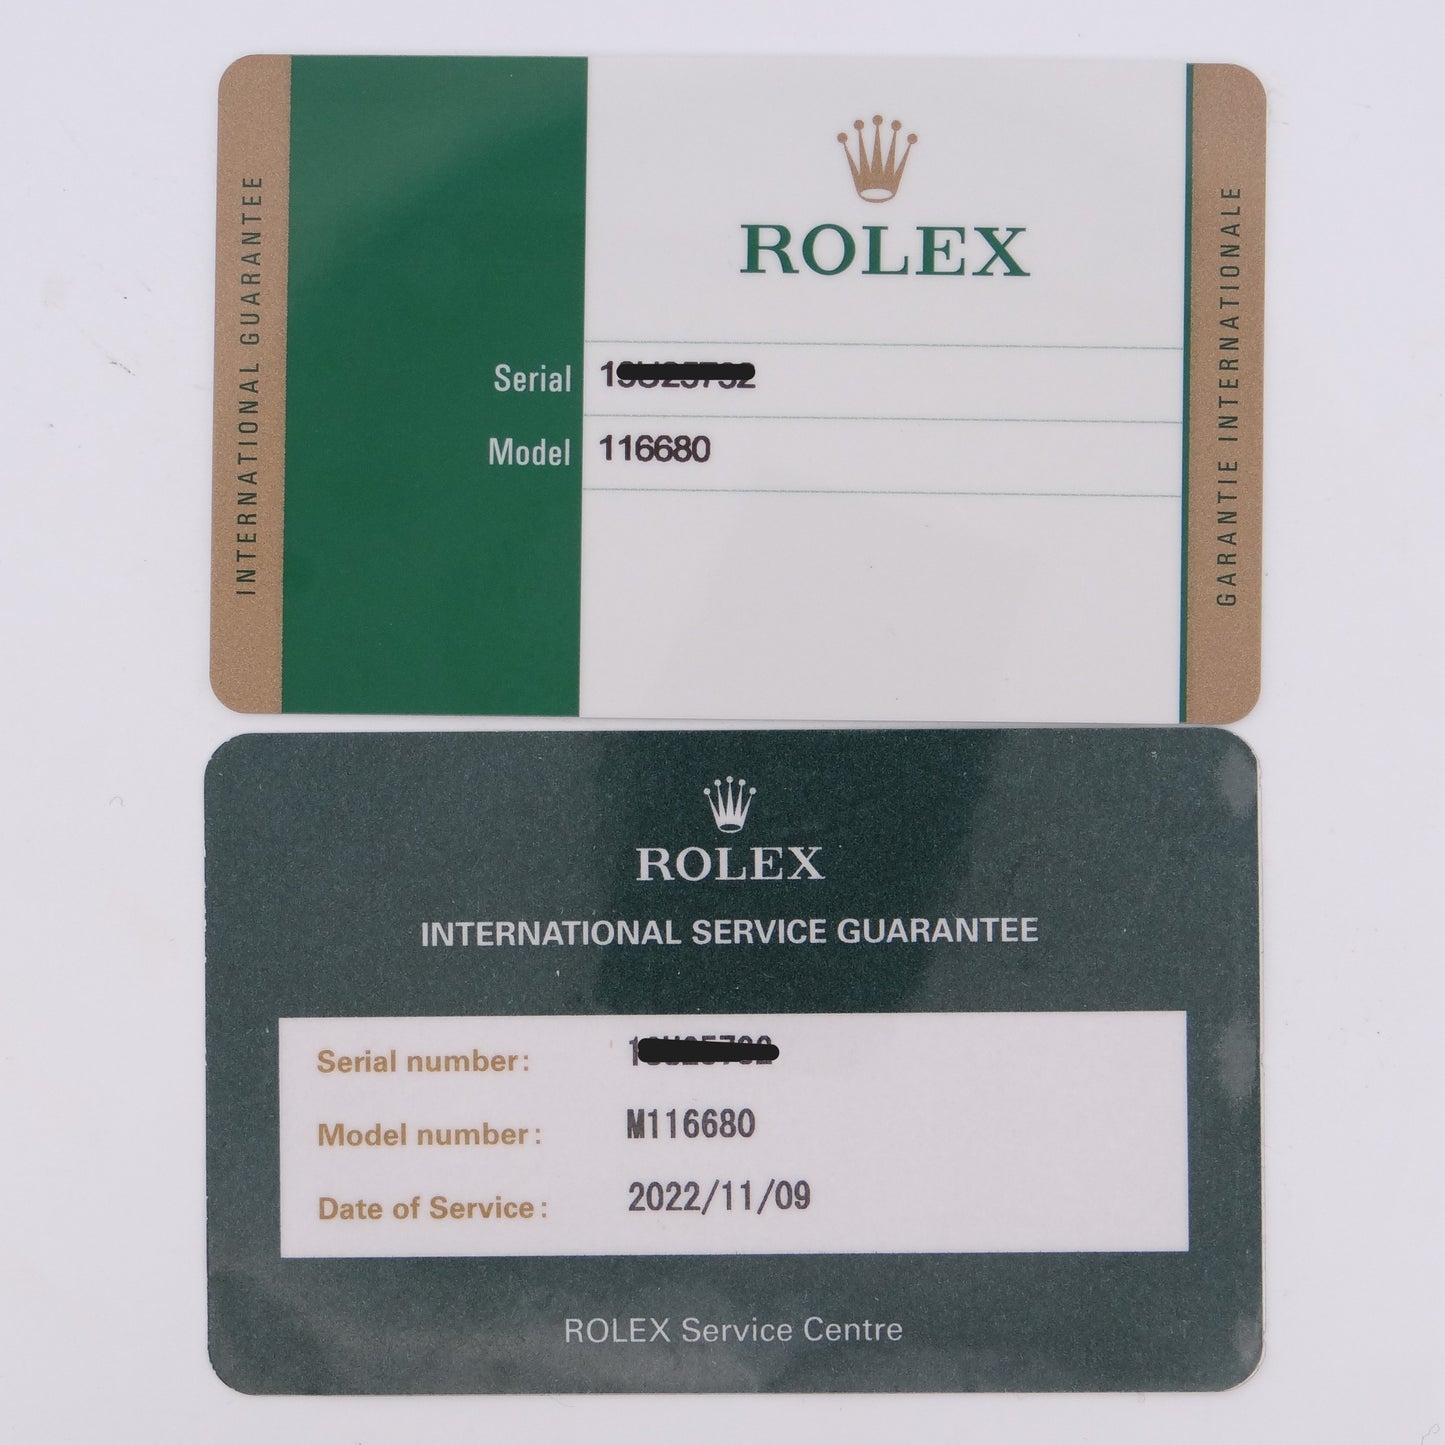 INTERNATIONAL GUARANTEE
ROLEX
Serial
Model 116680
GARANTIE INTERNATIONALE
ROLEX
INTERNATIONAL SERVICE GUARANTEE
Serial number:
Model number: M116680
Date of Service: 2022/11/09
ROLEX Service Centre